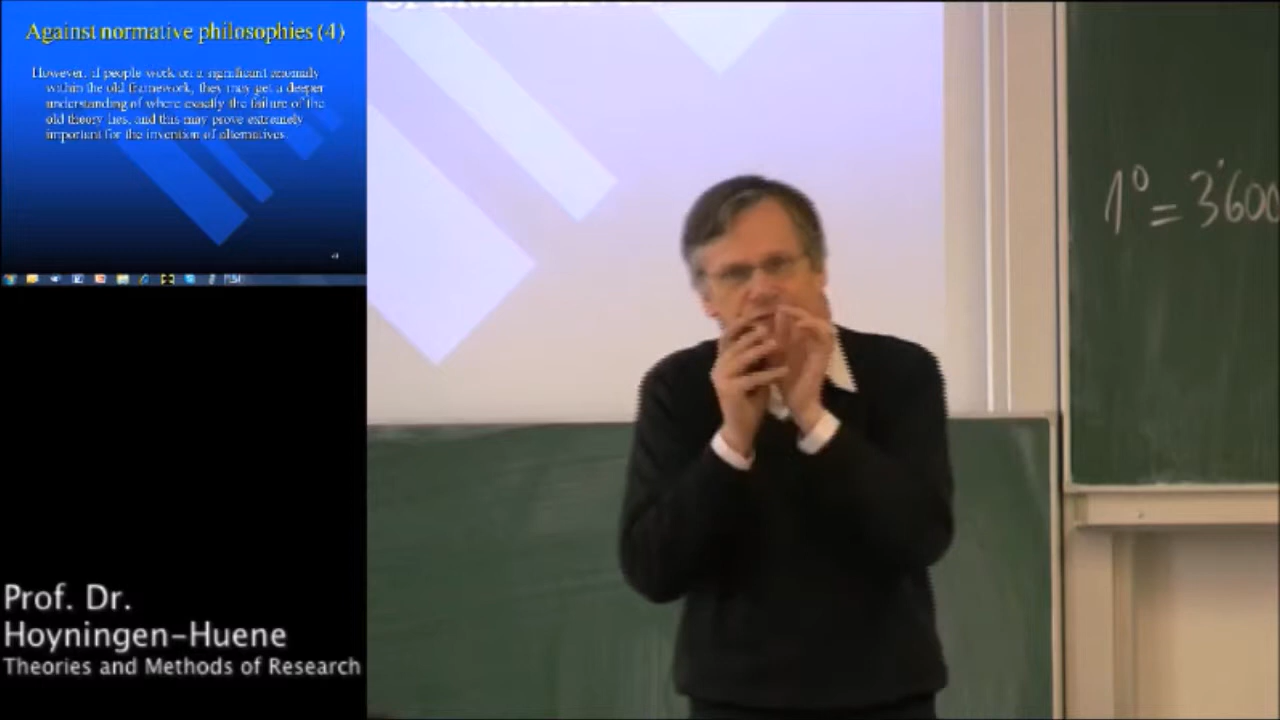 Against normative philosophies (4)
However, if people work on a significant anomaly
within the old framework, they may get a deeper
understanding of where exactly the failure of the
old theory lies, and this may prove extremely
important for the invention of alternatives.
1° = 3'600
Prof. Dr.
Hoyningen-Huene
Theories and Methods of Research